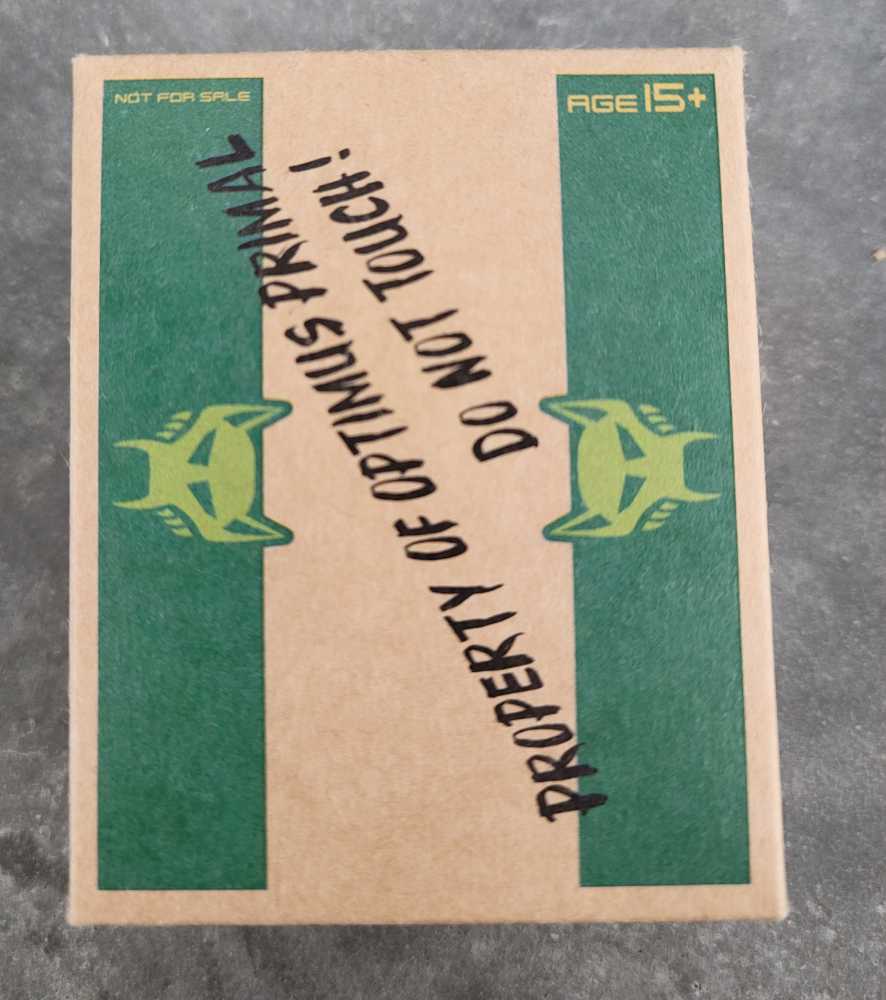 NOT FOR SALE
AGE 15+
PROPERTY OF OPTIMUS PRIMAL
DO NOT TOUCH!